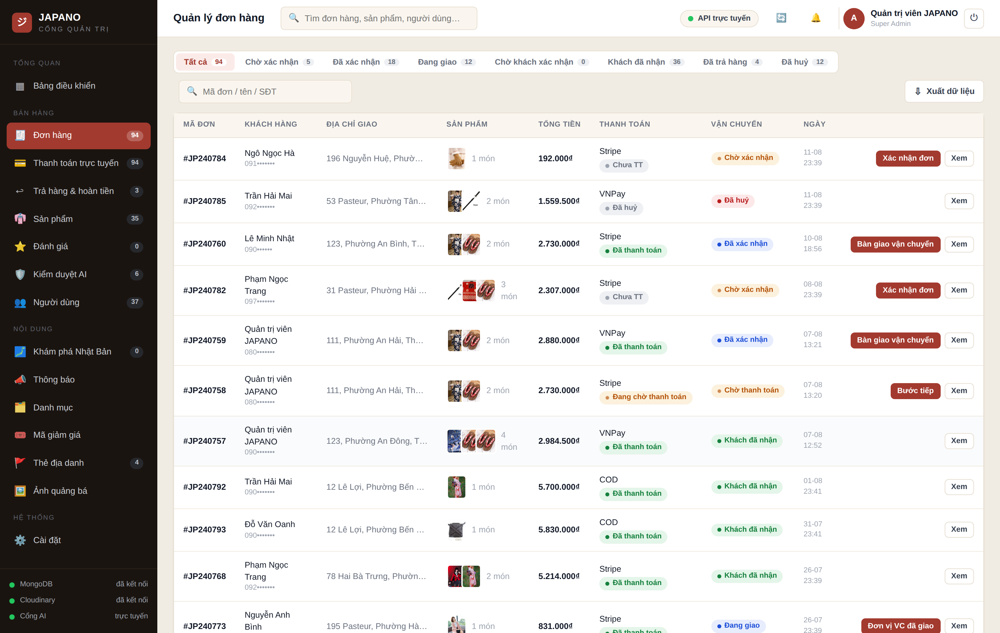 ジ
JAPANO
CỔNG QUẢN TRỊ
TỔNG QUAN
Bảng điều khiển
BÁN HÀNG
Đơn hàng 94
Thanh toán trực tuyến 94
Trả hàng & hoàn tiền 3
Sản phẩm 35
Đánh giá 0
Kiểm duyệt AI 6
Người dùng 37
NỘI DUNG
Khám phá Nhật Bản 0
Thông báo
Danh mục
Mã giảm giá
Thẻ địa danh 4
Ảnh quảng bá
HỆ THỐNG
Cài đặt
MongoDB đã kết nối
Cloudinary đã kết nối
Cổng AI trực tuyến
Quản lý đơn hàng
Tìm đơn hàng, sản phẩm, người dùng…
API trực tuyến
A
Quản trị viên JAPANO
Super Admin
Tất cả 94 Chờ xác nhận 5 Đã xác nhận 18 Đang giao 12 Chờ khách xác nhận 0 Khách đã nhận 36 Đã trả hàng 4 Đã huỷ 12
Mã đơn / tên / SĐT
⇩ Xuất dữ liệu
MÃ ĐƠN KHÁCH HÀNG ĐỊA CHỈ GIAO SẢN PHẨM TỔNG TIỀN THANH TOÁN VẬN CHUYỂN NGÀY
#JP240784 Ngô Ngọc Hà 091••••••• 196 Nguyễn Huệ, Phườ… 1 món 192.000₫ Stripe Chưa TT Chờ xác nhận 11-08 23:39 Xác nhận đơn Xem
#JP240785 Trần Hải Mai 092••••••• 53 Pasteur, Phường Tân… 2 món 1.559.500₫ VNPay Đã huỷ Đã huỷ 11-08 23:39 Xem
#JP240760 Lê Minh Nhật 090•••••• 123, Phường An Bình, T… 2 món 2.730.000₫ Stripe Đã thanh toán Đã xác nhận 10-08 18:56 Bàn giao vận chuyển Xem
#JP240782 Phạm Ngọc Trang 097••••••• 31 Pasteur, Phường Hải … 3 món 2.307.000₫ Stripe Chưa TT Chờ xác nhận 08-08 23:39 Xác nhận đơn Xem
#JP240759 Quản trị viên JAPANO 080••••••• 111, Phường An Hải, Th… 2 món 2.880.000₫ VNPay Đã thanh toán Đã xác nhận 07-08 13:21 Bàn giao vận chuyển Xem
#JP240758 Quản trị viên JAPANO 080••••••• 111, Phường An Hải, Th… 2 món 2.730.000₫ Stripe Đang chờ thanh toán Chờ thanh toán 07-08 13:20 Bước tiếp Xem
#JP240757 Quản trị viên JAPANO 090••••••• 123, Phường An Đông, T… 4 món 2.984.500₫ VNPay Đã thanh toán Khách đã nhận 07-08 12:52 Xem
#JP240792 Trần Hải Mai 090••••••• 12 Lê Lợi, Phường Bến … 1 món 5.700.000₫ COD Đã thanh toán Khách đã nhận 01-08 23:41 Xem
#JP240793 Đỗ Văn Oanh 090••••••• 12 Lê Lợi, Phường Bến … 1 món 5.830.000₫ COD Đã thanh toán Khách đã nhận 31-07 23:41 Xem
#JP240768 Phạm Ngọc Trang 092••••••• 78 Hai Bà Trưng, Phườn… 2 món 5.214.000₫ Stripe Đã thanh toán Khách đã nhận 26-07 23:39 Xem
#JP240773 Nguyễn Anh Bình 195 Pasteur, Phường Hà… 1 món 831.000₫ Stripe Đã thanh toán Đang giao 26-07 23:39 Đơn vị VC đã giao Xem